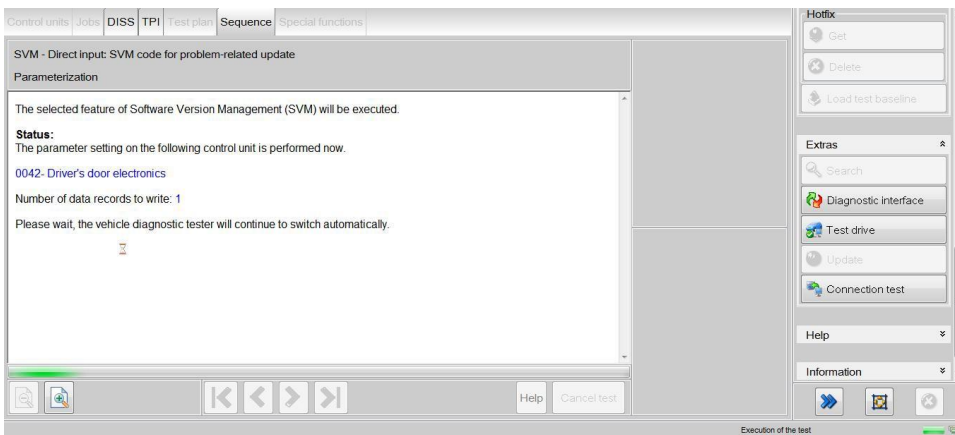 Control units Jobs DISS TPI Test plan Sequence Special functions
SVM - Direct input: SVM code for problem-related update
Parameterization
The selected feature of Software Version Management (SVM) will be executed.
Status:
The parameter setting on the following control unit is performed now.
0042- Driver's door electronics
Number of data records to write: 1
Please wait, the vehicle diagnostic tester will continue to switch automatically.
Help Cancel test
Hotfix
Get
Delete
Load test baseline
Extras
Search
Diagnostic interface
Test drive
Update
Connection test
Help
Information
Execution of the test